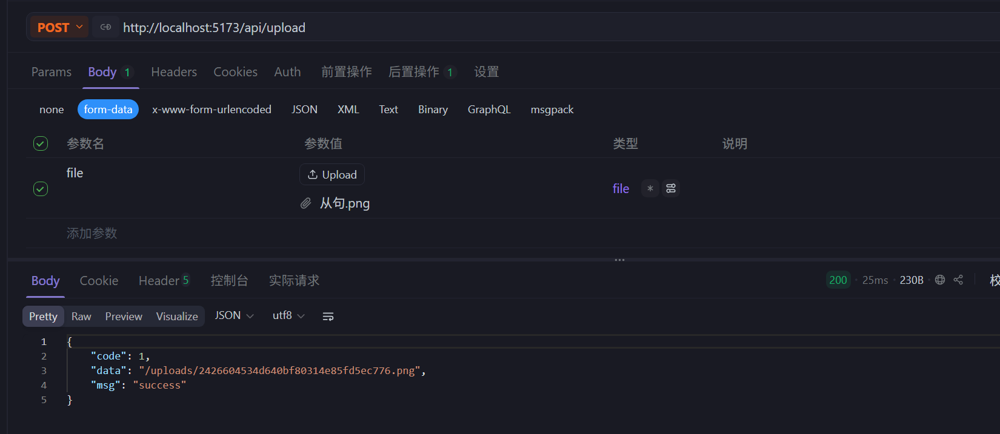 POST http://localhost:5173/api/upload
Params Body 1 Headers Cookies Auth 前置操作 后置操作 1 设置
none form-data x-www-form-urlencoded JSON XML Text Binary GraphQL msgpack
参数名 参数值 类型 说明
file Upload
file *
从句.png
添加参数
Body Cookie Header 5 控制台 实际请求 200 · 25ms · 230B
Pretty Raw Preview Visualize JSON utf8
1 {
2 "code": 1,
3 "data": "/uploads/2426604534d640bf80314e85fd5ec776.png",
4 "msg": "success"
5 }